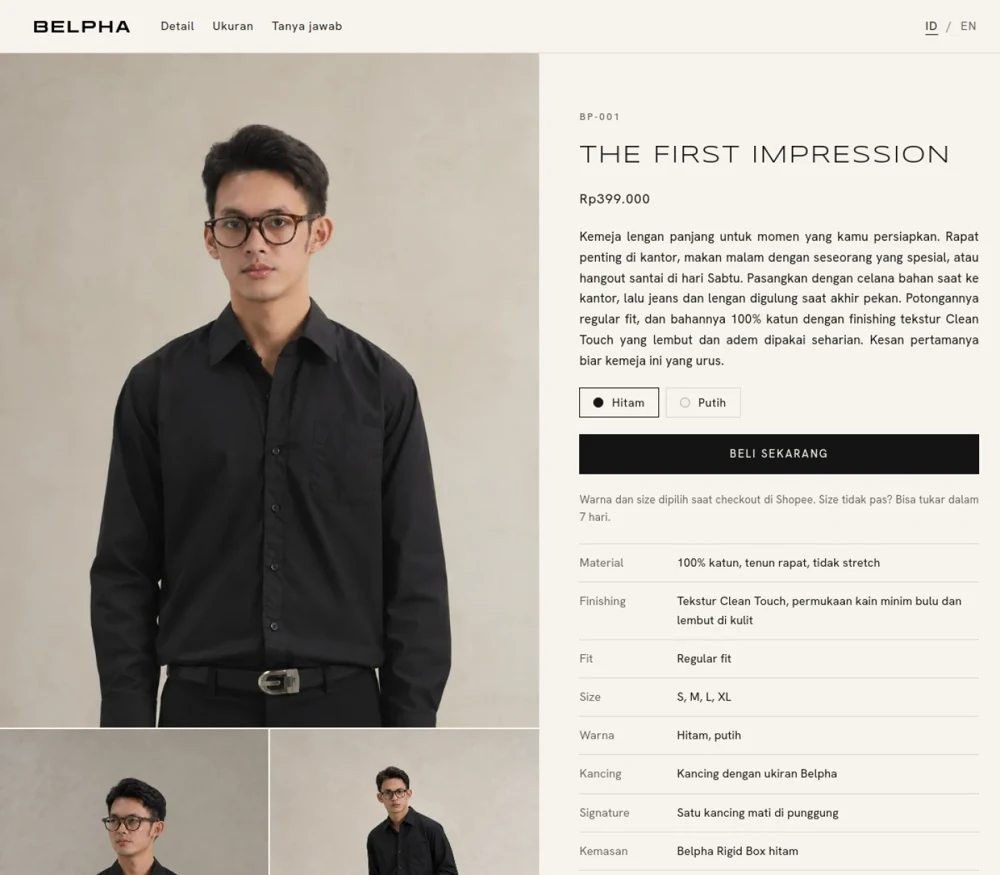 BELPHA
Detail
Ukuran
Tanya jawab
ID / EN
BP-001
THE FIRST IMPRESSION
Rp399.000
Kemeja lengan panjang untuk momen yang kamu persiapkan. Rapat
penting di kantor, makan malam dengan seseorang yang spesial, atau
hangout santai di hari Sabtu. Pasangkan dengan celana bahan saat ke
kantor, lalu jeans dan lengan digulung saat akhir pekan. Potongannya
regular fit, dan bahannya 100% katun dengan finishing tekstur Clean
Touch yang lembut dan adem dipakai seharian. Kesan pertamanya
biar kemeja ini yang urus.
Hitam
Putih
BELI SEKARANG
Warna dan size dipilih saat checkout di Shopee. Size tidak pas? Bisa tukar dalam
7 hari.
Material
100% katun, tenun rapat, tidak stretch
Finishing
Tekstur Clean Touch, permukaan kain minim bulu dan
lembut di kulit
Fit
Regular fit
Size
S, M, L, XL
Warna
Hitam, putih
Kancing
Kancing dengan ukiran Belpha
Signature
Satu kancing mati di punggung
Kemasan
Belpha Rigid Box hitam